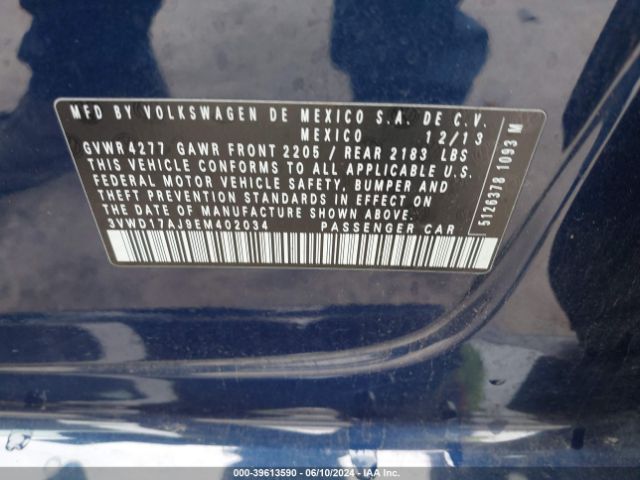 MFD BY VOLKSWAGEN DE MEXICO S.A. DE C.V.
MEXICO 12/13
GVWR 4277 GAWR FRONT 2205 / REAR 2183 LBS
THIS VEHICLE CONFORMS TO ALL APPLICABLE U.S.
FEDERAL MOTOR VEHICLE SAFETY, BUMPER AND
THEFT PREVENTION STANDARDS IN EFFECT ON
THE DATE OF MANUFACTURE SHOWN ABOVE.
3VWD17AJ9EM402034 PASSENGER CAR
5126378 1093 M
000-39613590 - 06/10/2024 - IAA Inc.